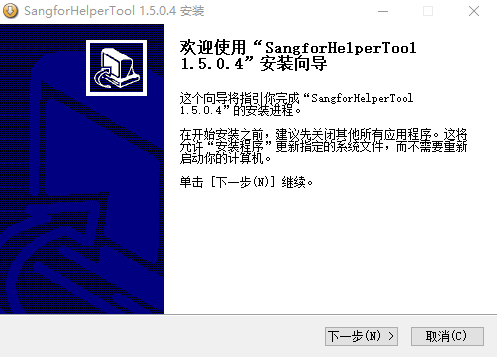 SangforHelperTool 1.5.0.4 安装
欢迎使用“SangforHelperTool
1.5.0.4”安装向导
这个向导将指引你完成“SangforHelperTool
1.5.0.4”的安装进程。
在开始安装之前，建议先关闭其他所有应用程序。这将
允许“安装程序”更新指定的系统文件，而不需要重新
启动你的计算机。
单击 [下一步(N)] 继续。
下一步(N) >
取消(C)